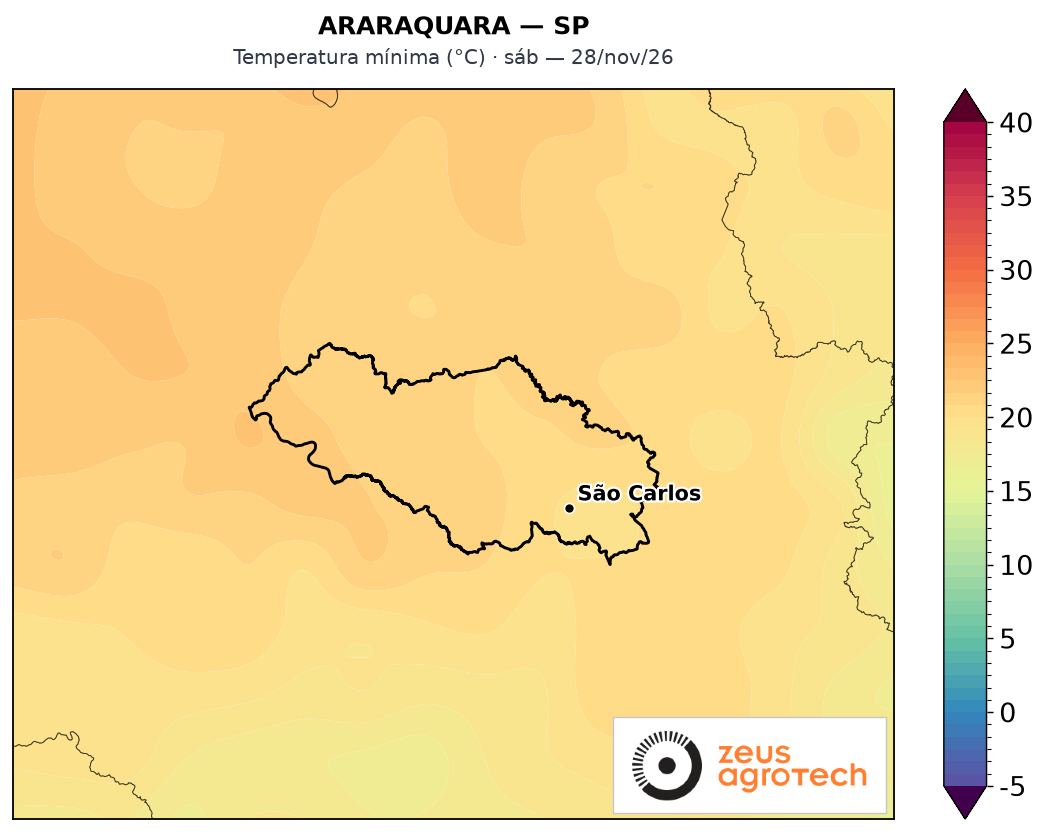 ARARAQUARA — SP
Temperatura mínima (°C) · sáb — 28/nov/26
40
35
30
25
20
15
10
5
0
-5
São Carlos
zeus
agrotech